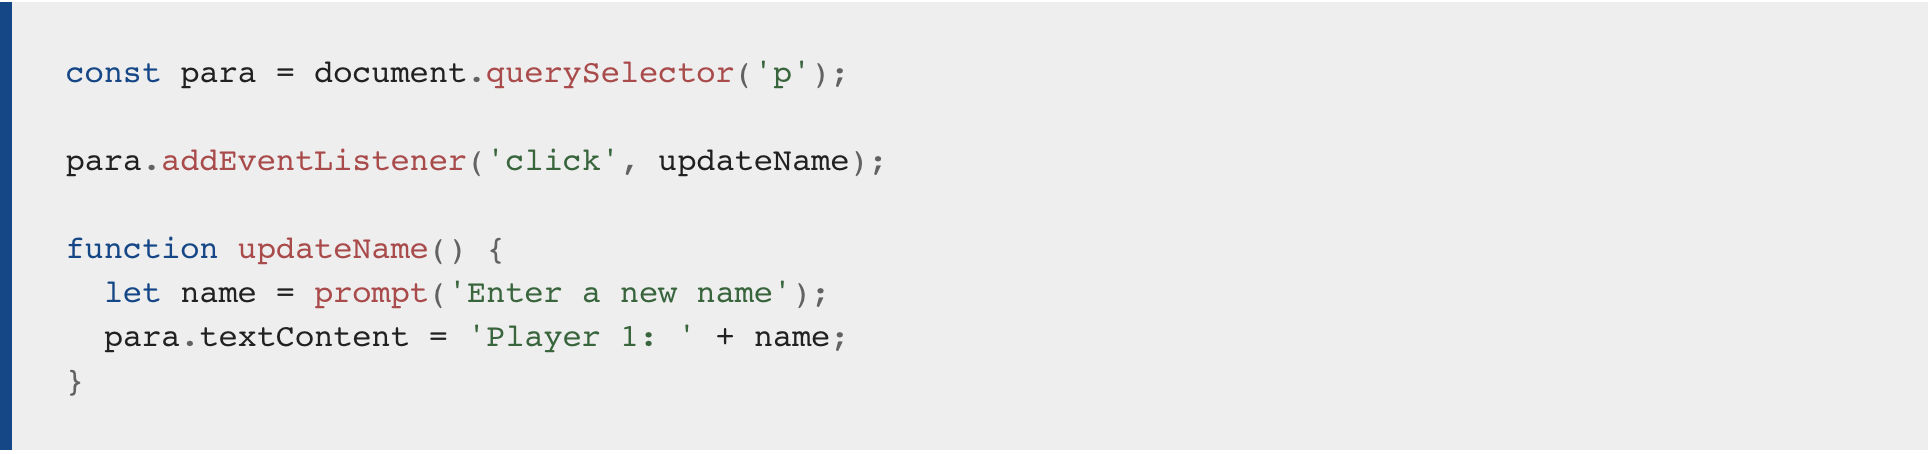 const para = document.querySelector('p');
para.addEventListener('click', updateName);
function updateName() {
  let name = prompt('Enter a new name');
  para.textContent = 'Player 1: ' + name;
}